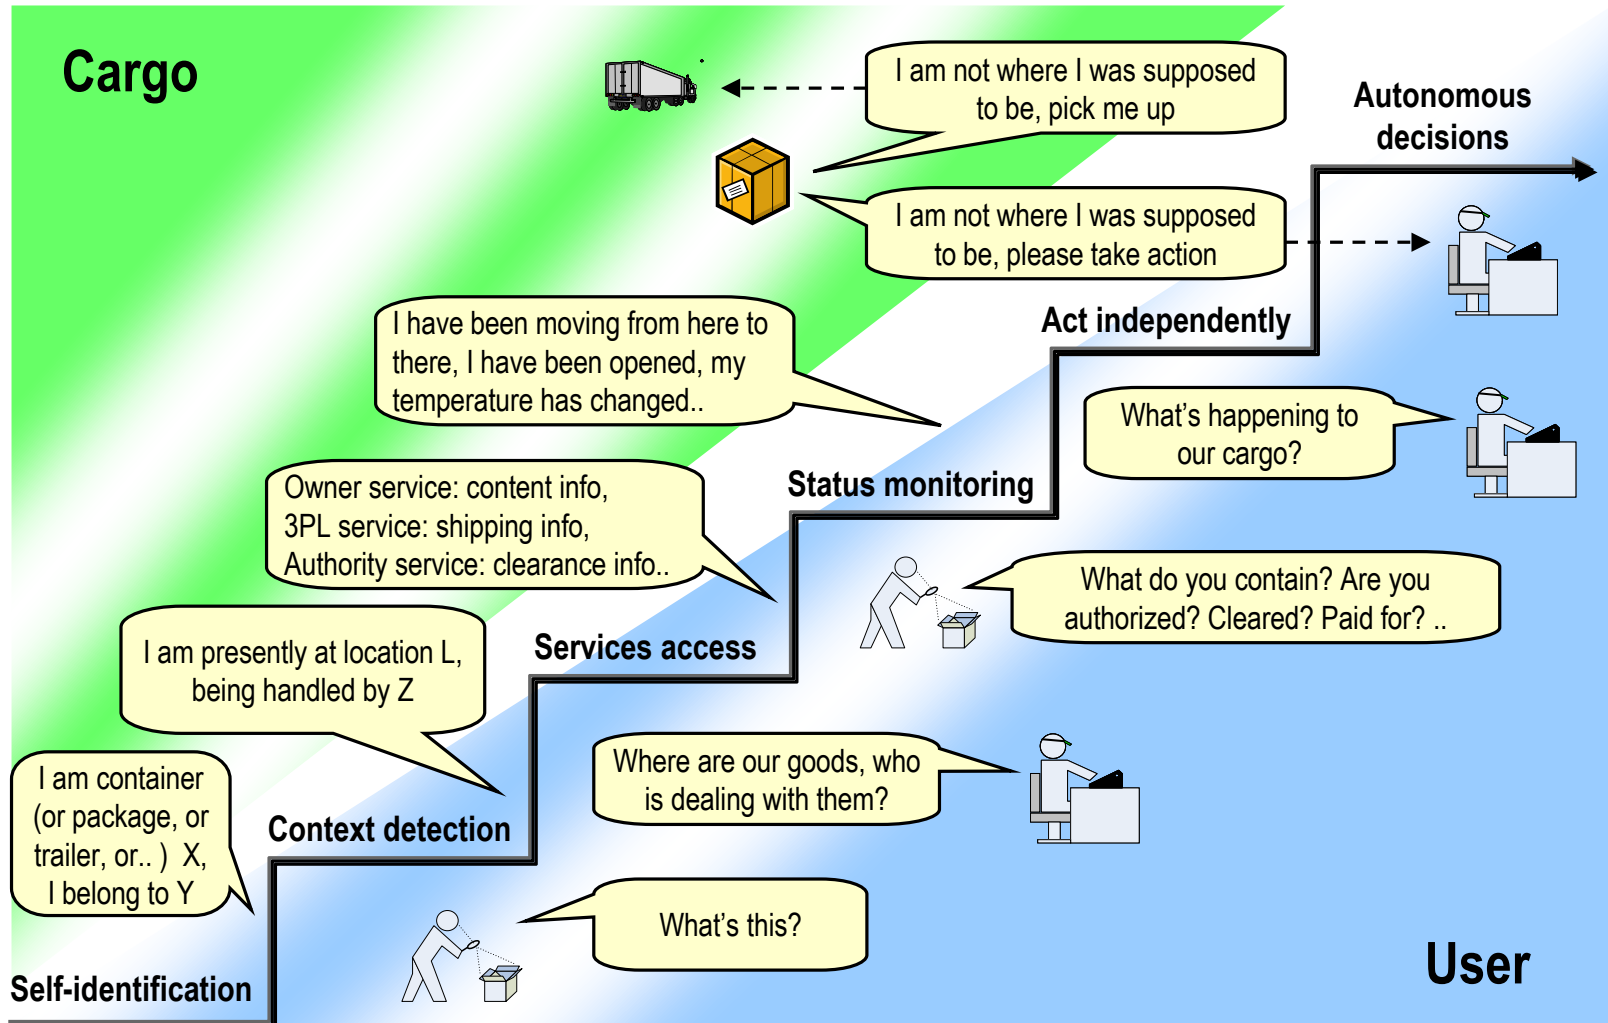 Cargo
I am not where I was supposed
to be, pick me up
Autonomous
decisions
I am not where I was supposed
to be, please take action
I have been moving from here to
there, I have been opened, my
temperature has changed..
Act independently
What's happening to
our cargo?
Owner service: content info,
3PL service: shipping info,
Authority service: clearance info..
Status monitoring
What do you contain? Are you
authorized? Cleared? Paid for? ..
I am presently at location L,
being handled by Z
Services access
Where are our goods, who
is dealing with them?
I am container
(or package, or
trailer, or.. ) X,
I belong to Y
Context detection
What's this?
User
Self-identification